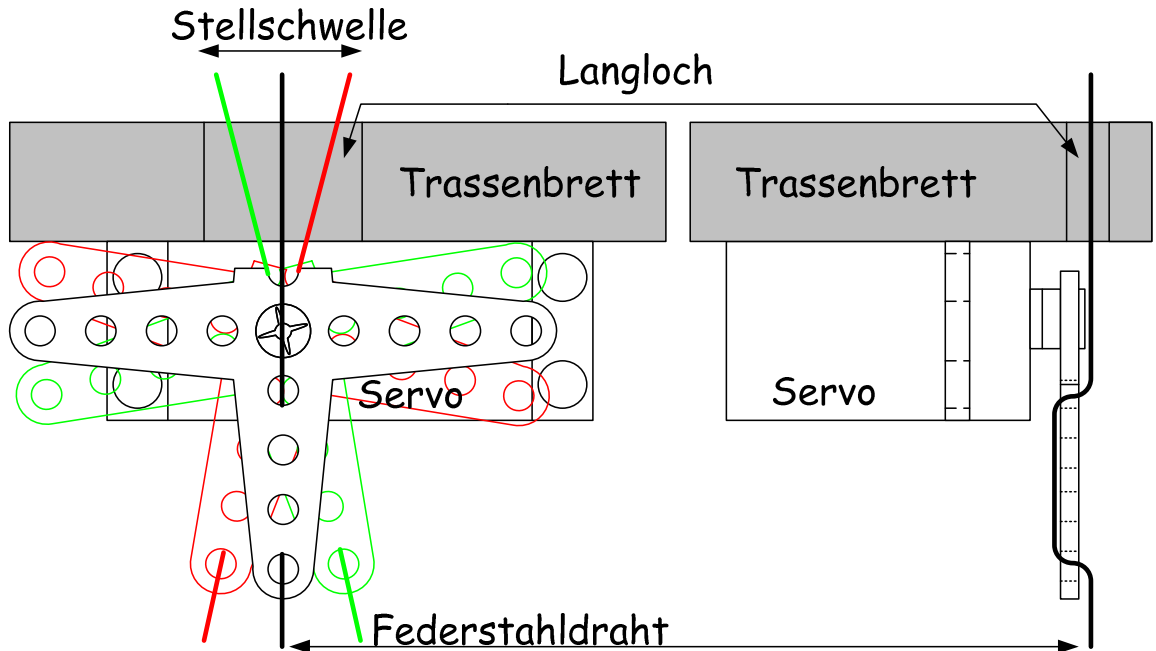 Stellschwelle
Langloch
Trassenbrett
Trassenbrett
Servo
Servo
Federstahldraht